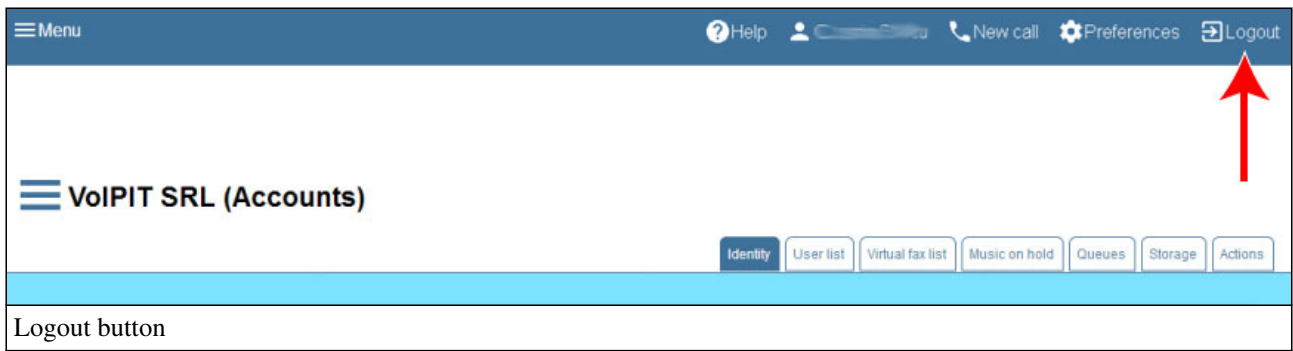 Menu Help New call Preferences Logout
VoIPIT SRL (Accounts)
Identity User list Virtual fax list Music on hold Queues Storage Actions
Logout button